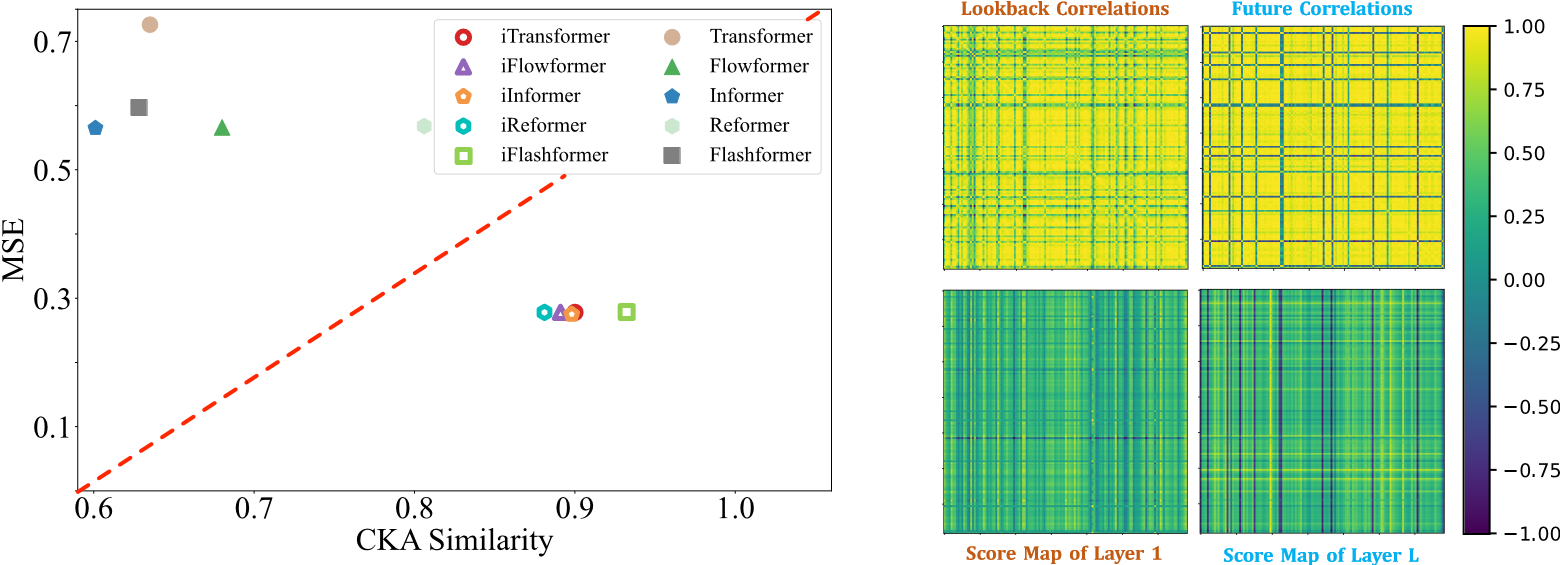 0.7
0.5
0.3
0.1
MSE
0.6 0.7 0.8 0.9 1.0
CKA Similarity
iTransformer Transformer
iFlowformer Flowformer
iInformer Informer
iReformer Reformer
iFlashformer Flashformer
Lookback Correlations Future Correlations
Score Map of Layer 1 Score Map of Layer L
1.00
0.75
0.50
0.25
0.00
−0.25
−0.50
−0.75
−1.00